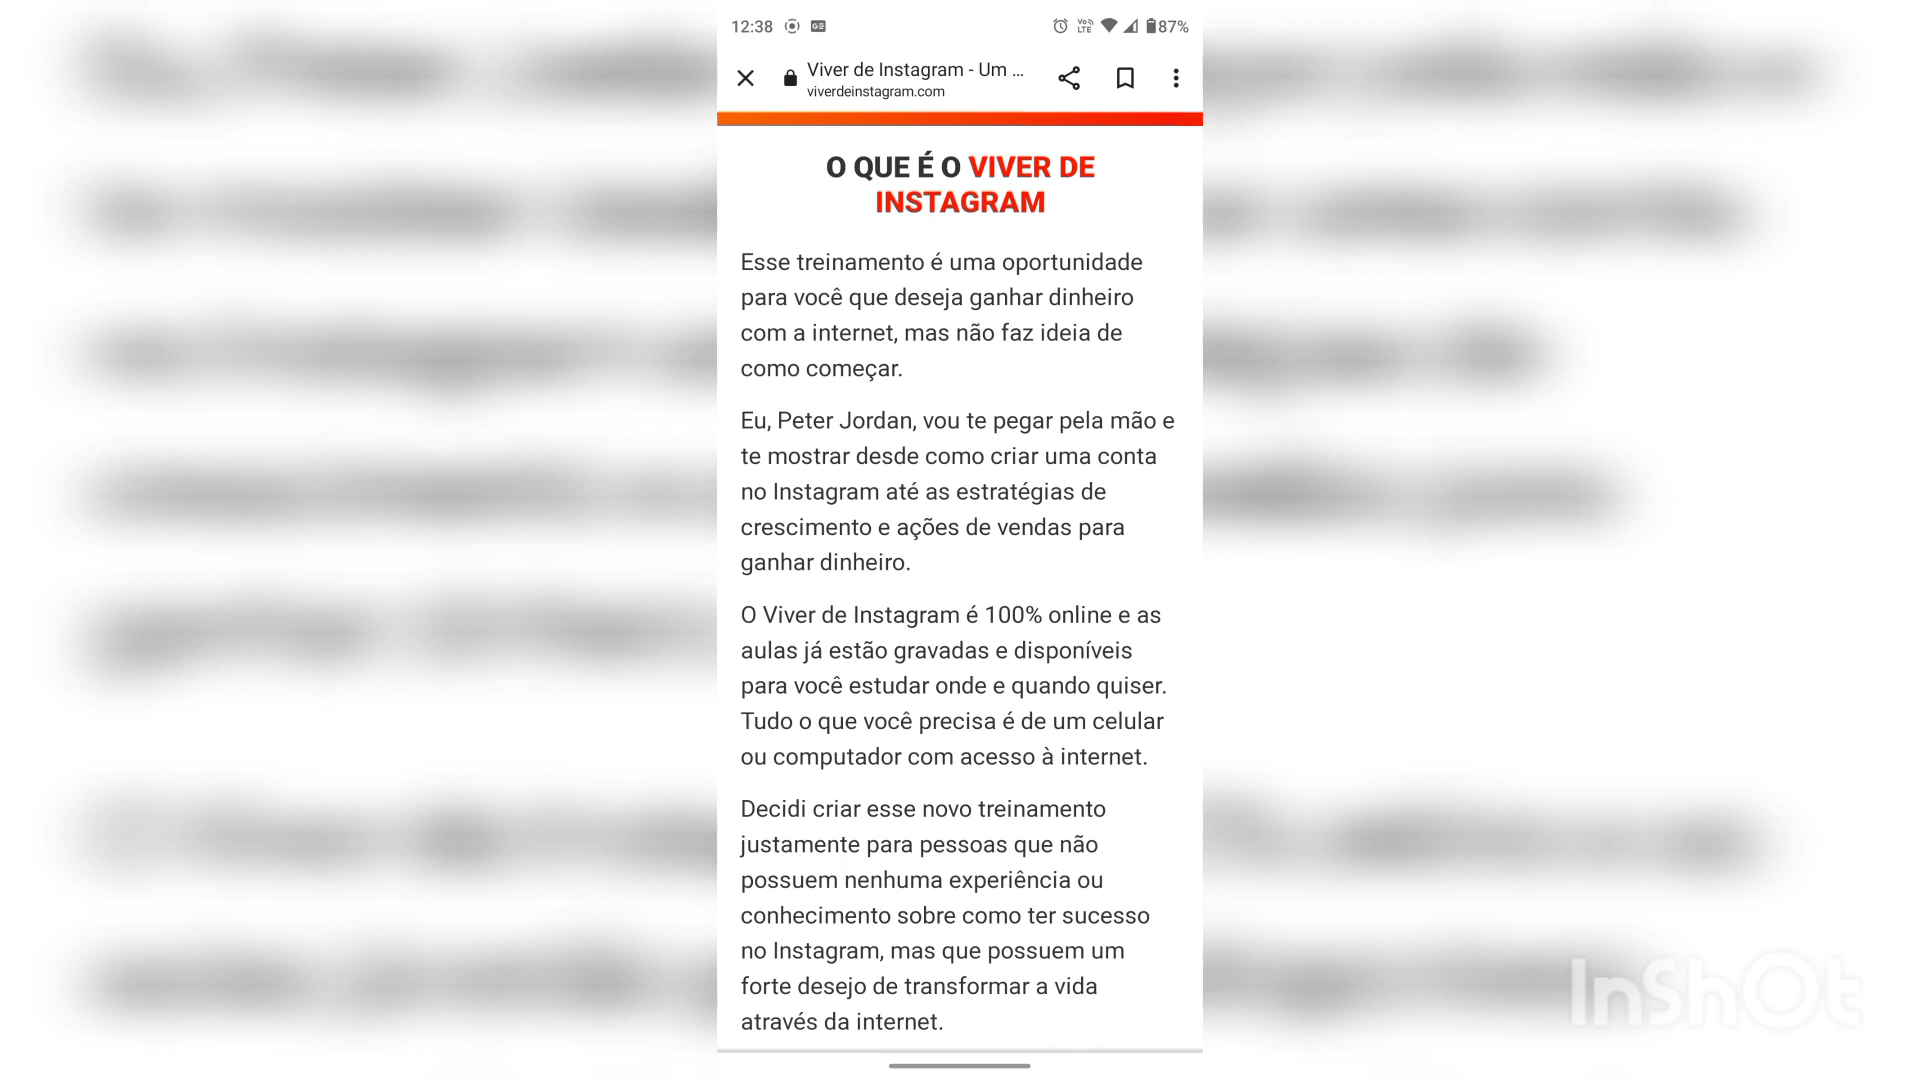 12:38
87%
Viver de Instagram - Um ...
viverdeinstagram.com
O QUE É O VIVER DE
INSTAGRAM
Esse treinamento é uma oportunidade
para você que deseja ganhar dinheiro
com a internet, mas não faz ideia de
como começar.
Eu, Peter Jordan, vou te pegar pela mão e
te mostrar desde como criar uma conta
no Instagram até as estratégias de
crescimento e ações de vendas para
ganhar dinheiro.
O Viver de Instagram é 100% online e as
aulas já estão gravadas e disponíveis
para você estudar onde e quando quiser.
Tudo o que você precisa é de um celular
ou computador com acesso à internet.
Decidi criar esse novo treinamento
justamente para pessoas que não
possuem nenhuma experiência ou
conhecimento sobre como ter sucesso
no Instagram, mas que possuem um
forte desejo de transformar a vida
através da internet.
InShOt